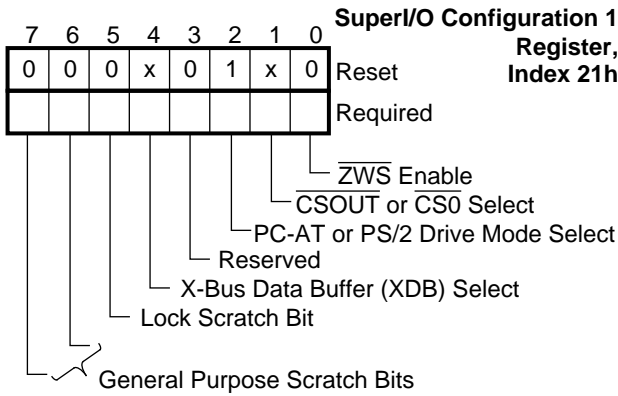 SuperI/O Configuration 1
Register,
Index 21h
7 6 5 4 3 2 1 0
0 0 0 x 0 1 x 0 Reset
Required
ZWS Enable
CSOUT or CS0 Select
PC-AT or PS/2 Drive Mode Select
Reserved
X-Bus Data Buffer (XDB) Select
Lock Scratch Bit
General Purpose Scratch Bits